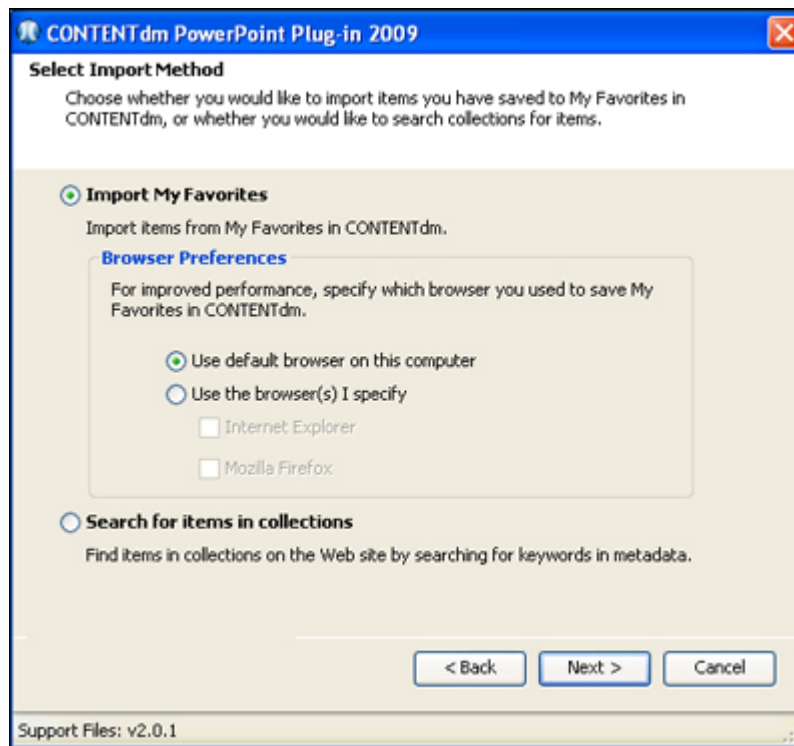 CONTENTdm PowerPoint Plug-in 2009
Select Import Method
Choose whether you would like to import items you have saved to My Favorites in
CONTENTdm, or whether you would like to search collections for items.
Import My Favorites
Import items from My Favorites in CONTENTdm.
Browser Preferences
For improved performance, specify which browser you used to save My
Favorites in CONTENTdm.
Use default browser on this computer
Use the browser(s) I specify
Internet Explorer
Mozilla Firefox
Search for items in collections
Find items in collections on the Web site by searching for keywords in metadata.
< Back Next > Cancel
Support Files: v2.0.1